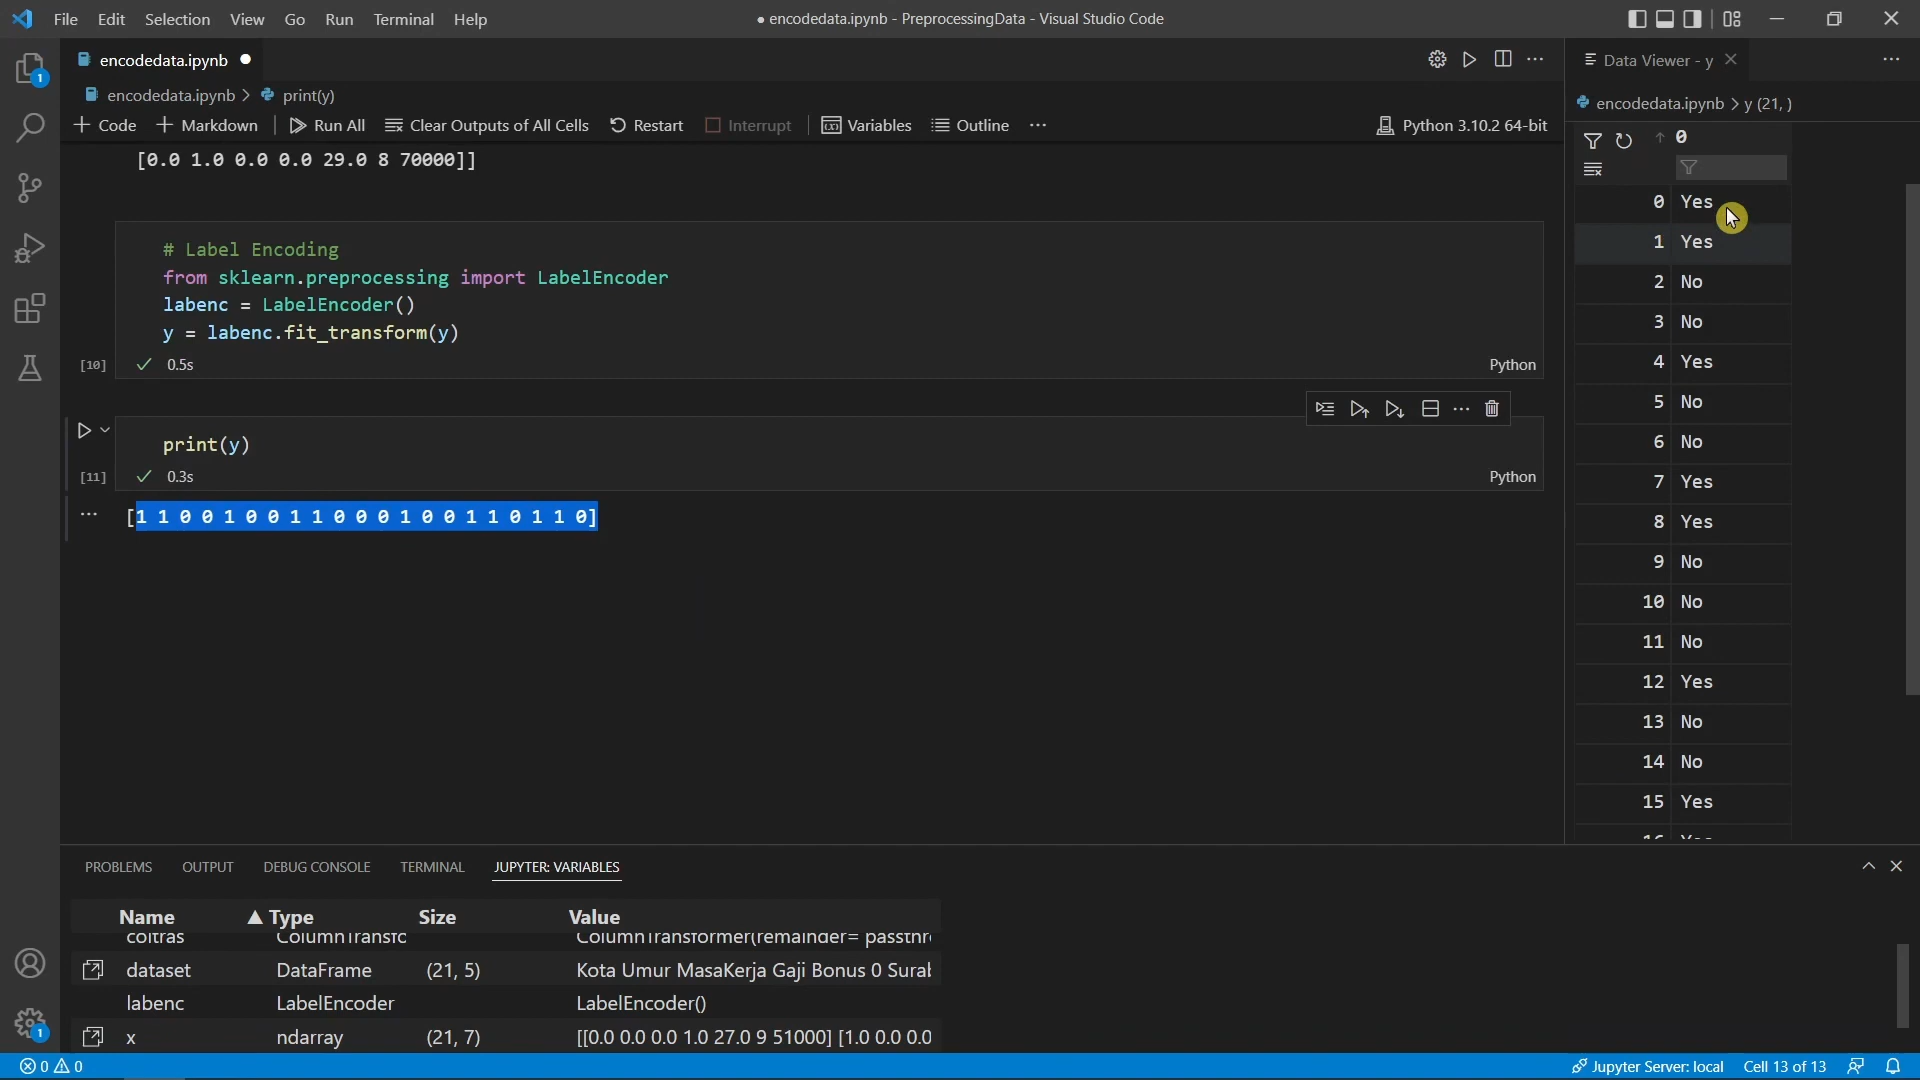 File Edit Selection View Go Run Terminal Help
● encodedata.ipynb - PreprocessingData - Visual Studio Code
encodedata.ipynb
Data Viewer - y
encodedata.ipynb > print(y)
encodedata.ipynb > y (21, )
+ Code + Markdown Run All Clear Outputs of All Cells Restart Interrupt Variables Outline ...
Python 3.10.2 64-bit
[0.0 1.0 0.0 0.0 29.0 8 70000]]
# Label Encoding
from sklearn.preprocessing import LabelEncoder
labenc = LabelEncoder()
y = labenc.fit_transform(y)
[10] 0.5s
Python
print(y)
[11] 0.3s
Python
[1 1 0 0 1 0 0 1 1 0 0 0 1 0 0 1 1 0 1 1 0]
0
0 Yes
1 Yes
2 No
3 No
4 Yes
5 No
6 No
7 Yes
8 Yes
9 No
10 No
11 No
12 Yes
13 No
14 No
15 Yes
16 Yes
PROBLEMS OUTPUT DEBUG CONSOLE TERMINAL JUPYTER: VARIABLES
Name ▲ Type Size Value
coltras ColumnTransfo ColumnTransformer(remainder='passthr
dataset DataFrame (21, 5) Kota Umur MasaKerja Gaji Bonus 0 Sural
labenc LabelEncoder LabelEncoder()
x ndarray (21, 7) [[0.0 0.0 0.0 1.0 27.0 9 51000] [1.0 0.0 0.0
1
1
0 0
Jupyter Server: local Cell 13 of 13